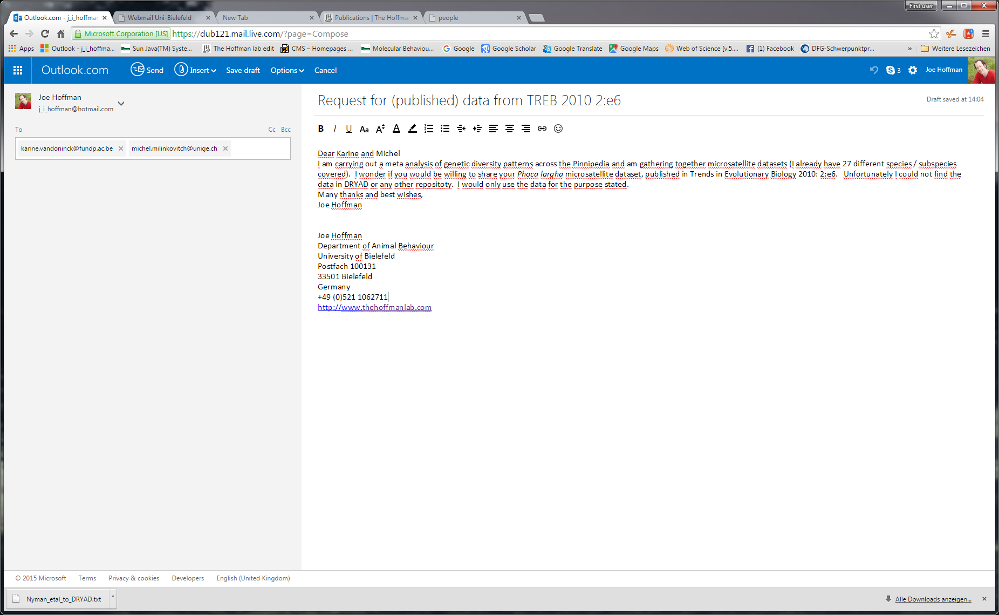 First user
Outlook.com - j_i_hoffmar
Webmail Uni-Bielefeld
New Tab
Publications | The Hoffma
people
Microsoft Corporation [US] https://dub121.mail.live.com/?page=Compose
Apps
Outlook - j_i_hoffma...
Sun Java(TM) Syste...
The Hoffman lab edit
CMS – Homepages ...
Molecular Behaviou...
Google
Google Scholar
Google Translate
Google Maps
Web of Science [v.5....
(1) Facebook
DFG-Schwerpunktpr...
»
Weitere Lesezeichen
Outlook.com
Send
Insert
Save draft
Options
Cancel
3
Joe Hoffman
Joe Hoffman
j_i_hoffman@hotmail.com
To
Cc Bcc
karine.vandoninck@fundp.ac.be
michel.milinkovitch@unige.ch
Request for (published) data from TREB 2010 2:e6
Draft saved at 14:04
B I U Aa A A
Dear Karine and Michel
I am carrying out a meta analysis of genetic diversity patterns across the Pinnipedia and am gathering together microsatellite datasets (I already have 27 different species / subspecies
covered).  I wonder if you would be willing to share your Phoca largha microsatellite dataset, published in Trends in Evolutionary Biology 2010: 2:e6.  Unfortunately I could not find the
data in DRYAD or any other repositoty.  I would only use the data for the purpose stated.
Many thanks and best wishes,
Joe Hoffman
Joe Hoffman
Department of Animal Behaviour
University of Bielefeld
Postfach 100131
33501 Bielefeld
Germany
+49 (0)521 1062711
http://www.thehoffmanlab.com
© 2015 Microsoft
Terms
Privacy & cookies
Developers
English (United Kingdom)
Nyman_etal_to_DRYAD.txt
Alle Downloads anzeigen...